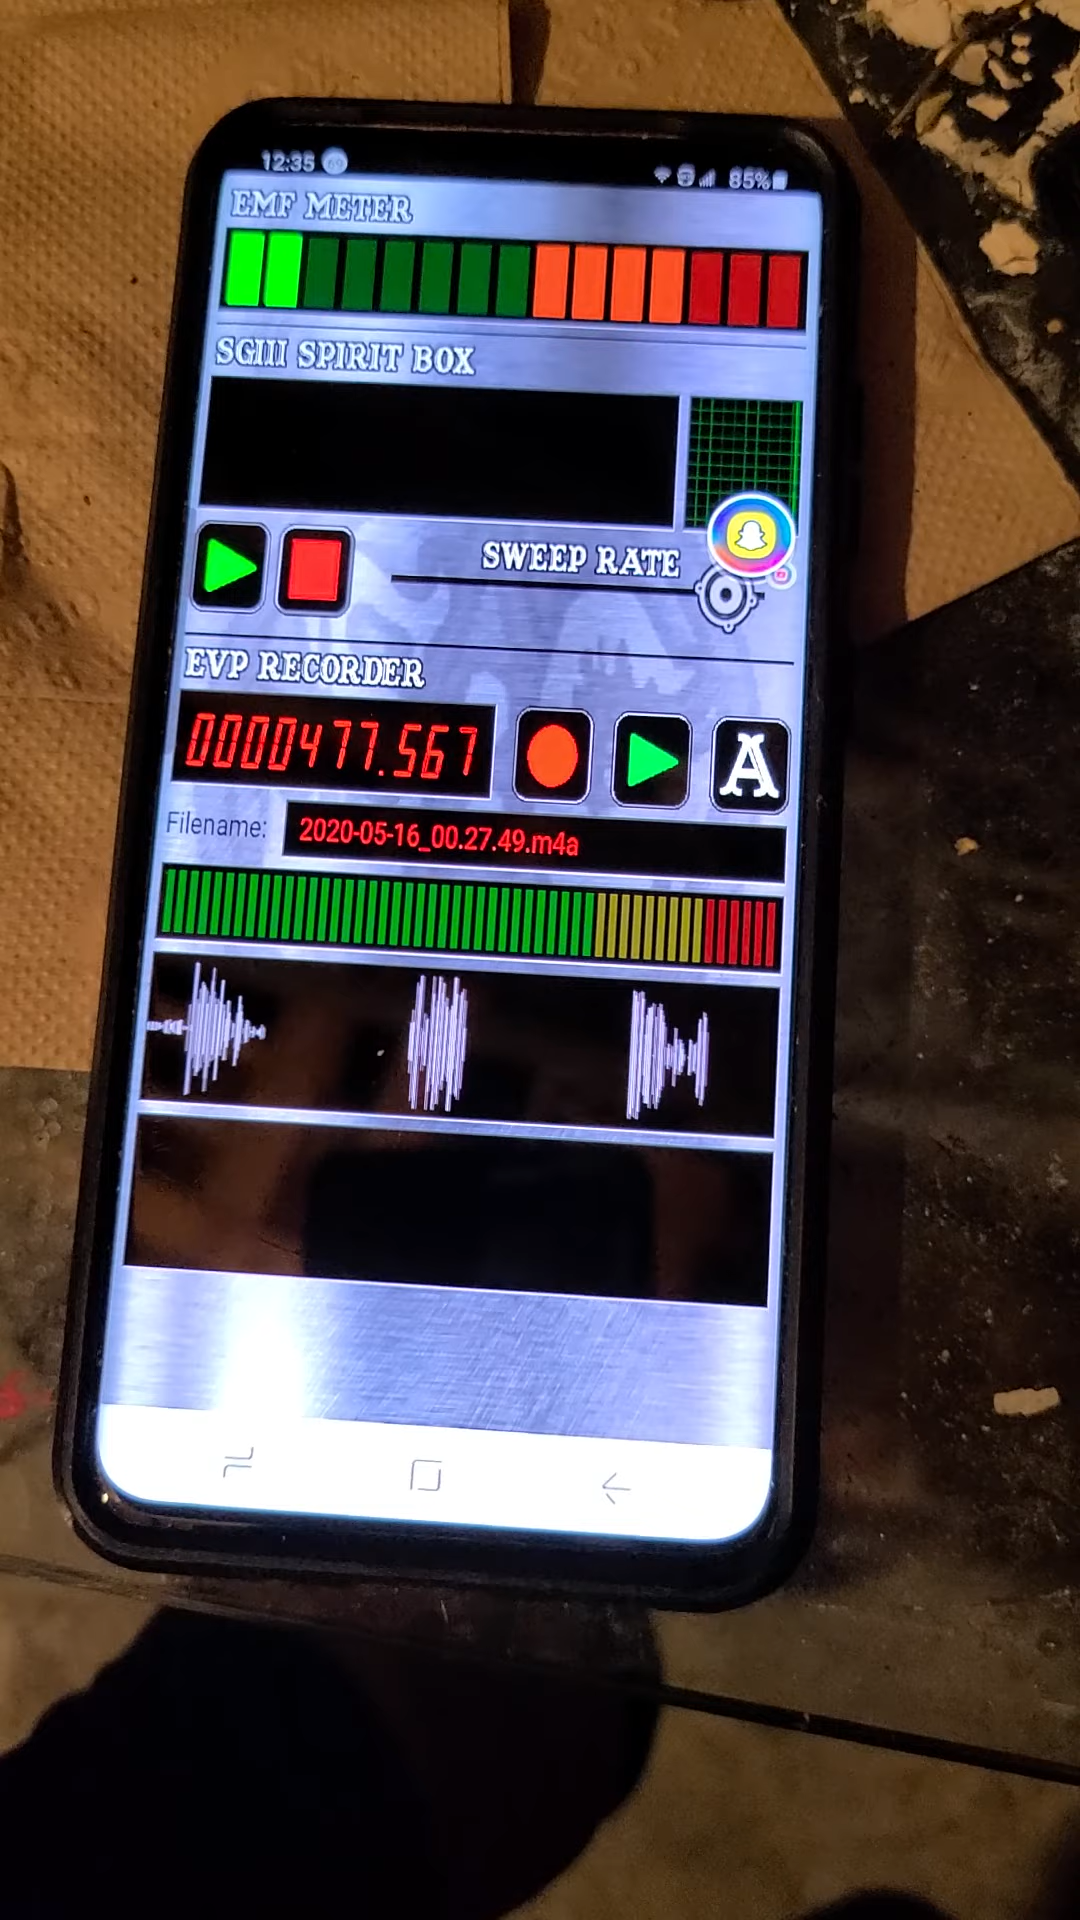 12:35
85%
EMF METER
SGIII SPIRIT BOX
SWEEP RATE
EVP RECORDER
0000477.567
A
Filename:
2020-05-16_00.27.49.m4a